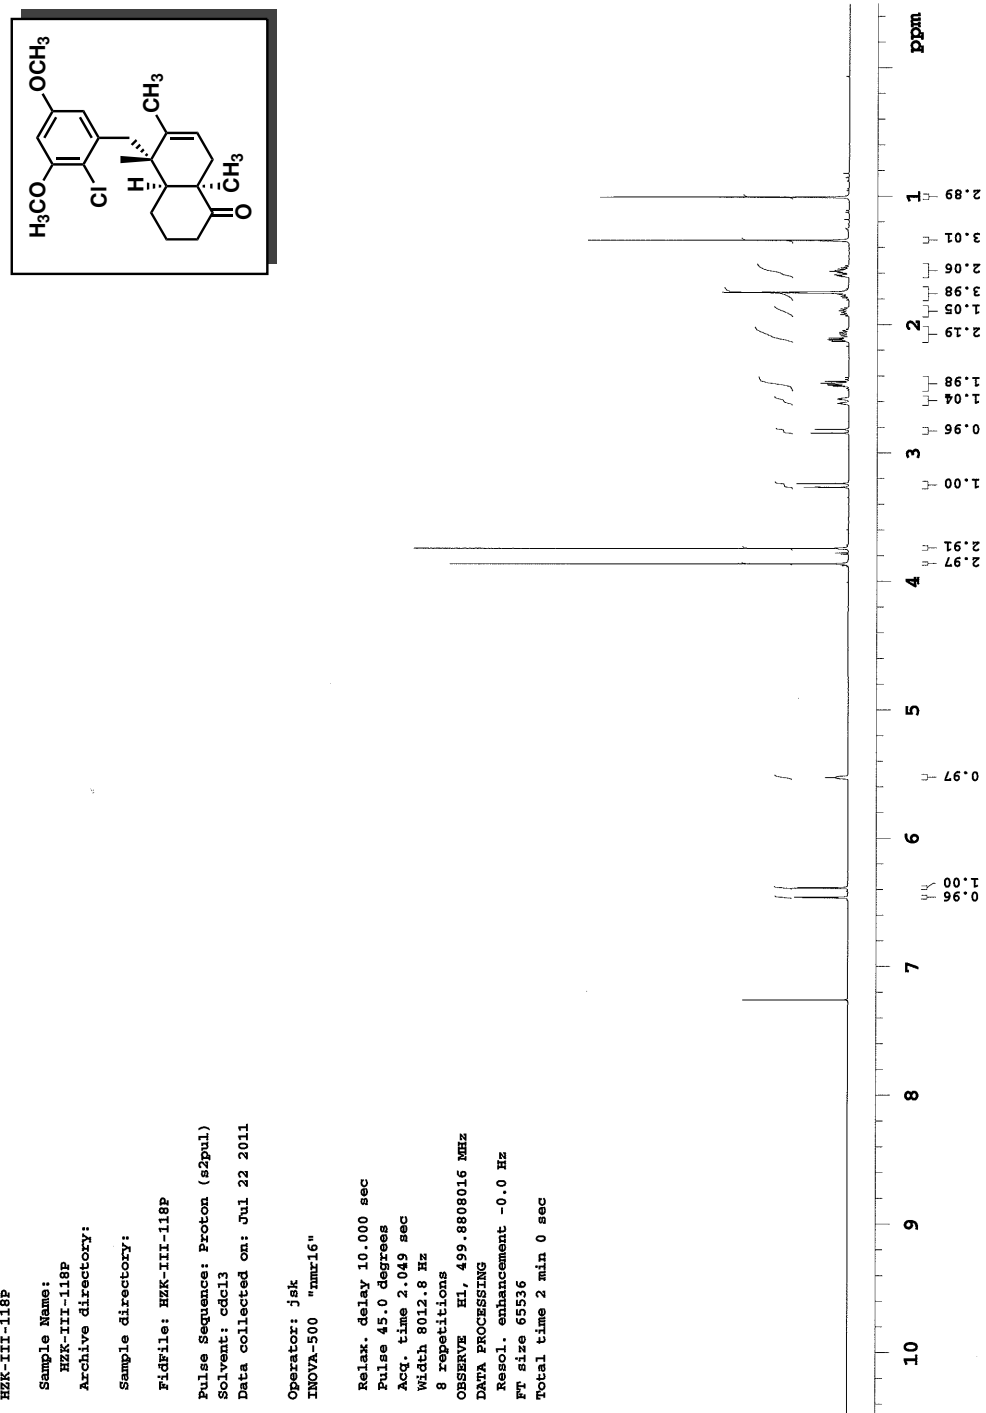 HZK-III-118P
Sample Name:
HZK-III-118P
Archive directory:
Sample directory:
FidFile: HZK-III-118P
Pulse Sequence: Proton (s2pul)
Solvent: cdcl3
Data collected on: Jul 22 2011
Operator: jsk
INOVA-500 "nmr16"
Relax. delay 10.000 sec
Pulse 45.0 degrees
Acq. time 2.049 sec
Width 8012.8 Hz
8 repetitions
OBSERVE H1, 499.8808016 MHz
DATA PROCESSING
Resol. enhancement -0.0 Hz
FT size 65536
Total time 2 min 0 sec
H3CO
OCH3
Cl
CH3
H
CH3
O
10 9 8 7 6 5 4 3 2 1 ppm
0.96
1.00
0.97
2.97
2.91
1.00
0.96
1.04
1.98
2.19
1.05
3.98
2.06
3.01
2.89